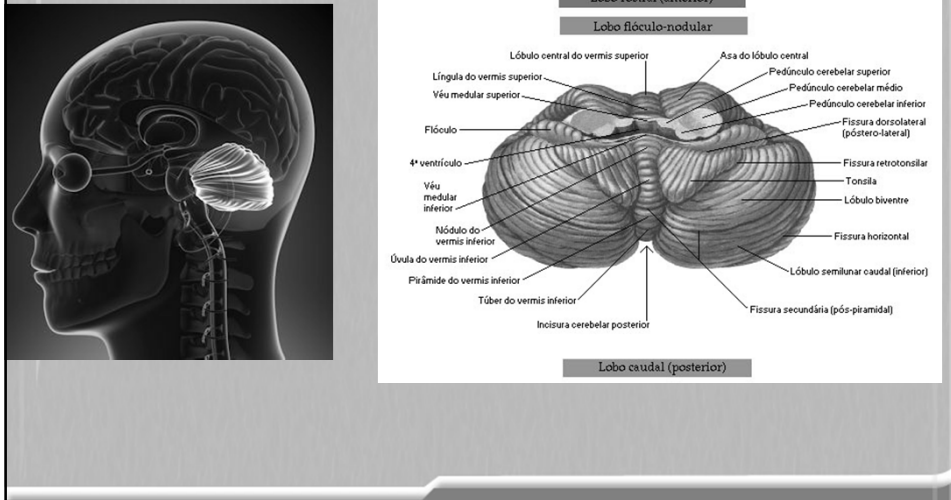 Lobo rostral (anterior)
Lobo flóculo-nodular
Lóbulo central do vermis superior
Língula do vermis superior
Véu medular superior
Flóculo
4º ventrículo
Véu
medular
inferior
Nódulo do
vermis inferior
Úvula do vermis inferior
Pirâmide do vermis inferior
Túber do vermis inferior
Incisura cerebelar posterior
Asa do lóbulo central
Pedúnculo cerebelar superior
Pedúnculo cerebelar médio
Pedúnculo cerebelar inferior
Fissura dorsolateral
(póstero-lateral)
Fissura retrotonsilar
Tonsila
Lóbulo biventre
Fissura horizontal
Lóbulo semilunar caudal (inferior)
Fissura secundária (pós-piramidal)
Lobo caudal (posterior)